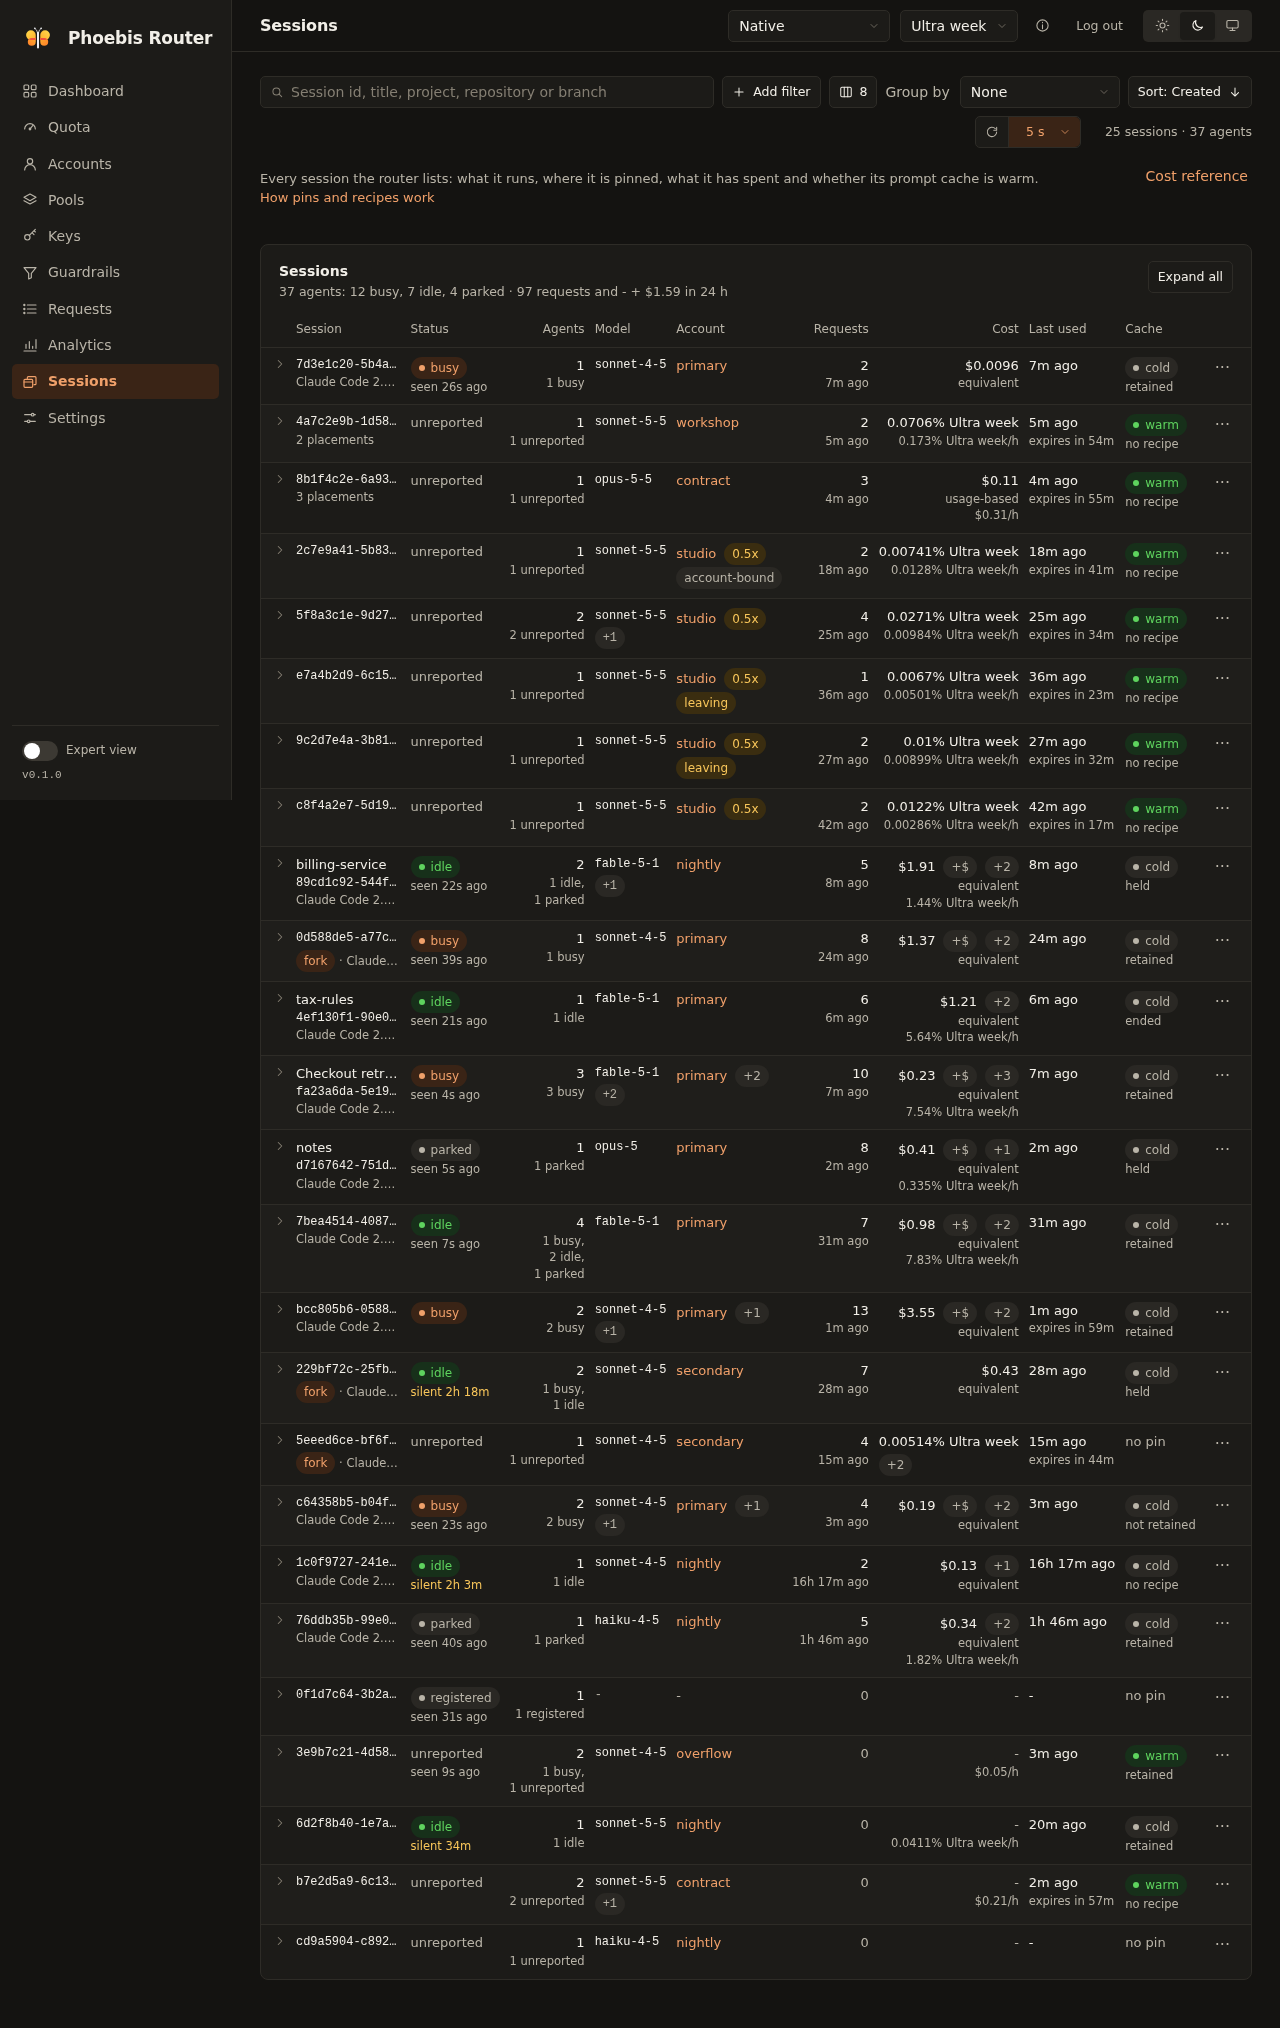 Phoebis Router
Dashboard
Quota
Accounts
Pools
Keys
Guardrails
Requests
Analytics
Sessions
Settings
Expert view
v0.1.0
Sessions
Native
Ultra week
Log out
Session id, title, project, repository or branch
Add filter
8
Group by
None
Sort: Created
5 s
25 sessions · 37 agents
Every session the router lists: what it runs, where it is pinned, what it has spent and whether its prompt cache is warm.
How pins and recipes work
Cost reference
Sessions
37 agents: 12 busy, 7 idle, 4 parked · 97 requests and - + $1.59 in 24 h
Expand all
Session Status Agents Model Account Requests Cost Last used Cache
7d3e1c20-5b4a… busy 1 sonnet-4-5 primary 2 $0.0096 7m ago cold ···
Claude Code 2.… seen 26s ago 1 busy 7m ago equivalent retained
4a7c2e9b-1d58… unreported 1 sonnet-5-5 workshop 2 0.0706% Ultra week 5m ago warm ···
2 placements 1 unreported 5m ago 0.173% Ultra week/h expires in 54m no recipe
8b1f4c2e-6a93… unreported 1 opus-5-5 contract 3 $0.11 4m ago warm ···
3 placements 1 unreported 4m ago usage-based expires in 55m no recipe
$0.31/h
2c7e9a41-5b83… unreported 1 sonnet-5-5 studio 0.5x 2 0.00741% Ultra week 18m ago warm ···
1 unreported account-bound 18m ago 0.0128% Ultra week/h expires in 41m no recipe
5f8a3c1e-9d27… unreported 2 sonnet-5-5 studio 0.5x 4 0.0271% Ultra week 25m ago warm ···
2 unreported +1 25m ago 0.00984% Ultra week/h expires in 34m no recipe
e7a4b2d9-6c15… unreported 1 sonnet-5-5 studio 0.5x 1 0.0067% Ultra week 36m ago warm ···
1 unreported leaving 36m ago 0.00501% Ultra week/h expires in 23m no recipe
9c2d7e4a-3b81… unreported 1 sonnet-5-5 studio 0.5x 2 0.01% Ultra week 27m ago warm ···
1 unreported leaving 27m ago 0.00899% Ultra week/h expires in 32m no recipe
c8f4a2e7-5d19… unreported 1 sonnet-5-5 studio 0.5x 2 0.0122% Ultra week 42m ago warm ···
1 unreported 42m ago 0.00286% Ultra week/h expires in 17m no recipe
billing-service idle 2 fable-5-1 nightly 5 $1.91 +$ +2 8m ago cold ···
89cd1c92-544f… seen 22s ago 1 idle, +1 8m ago equivalent held
Claude Code 2.… 1 parked 1.44% Ultra week/h
0d588de5-a77c… busy 1 sonnet-4-5 primary 8 $1.37 +$ +2 24m ago cold ···
fork · Claude… seen 39s ago 1 busy 24m ago equivalent retained
tax-rules idle 1 fable-5-1 primary 6 $1.21 +2 6m ago cold ···
4ef130f1-90e0… seen 21s ago 1 idle 6m ago equivalent ended
Claude Code 2.… 5.64% Ultra week/h
Checkout retr… busy 3 fable-5-1 primary +2 10 $0.23 +$ +3 7m ago cold ···
fa23a6da-5e19… seen 4s ago 3 busy +2 7m ago equivalent retained
Claude Code 2.… 7.54% Ultra week/h
notes parked 1 opus-5 primary 8 $0.41 +$ +1 2m ago cold ···
d7167642-751d… seen 5s ago 1 parked 2m ago equivalent held
Claude Code 2.… 0.335% Ultra week/h
7bea4514-4087… idle 4 fable-5-1 primary 7 $0.98 +$ +2 31m ago cold ···
Claude Code 2.… seen 7s ago 1 busy, 31m ago equivalent retained
2 idle, 7.83% Ultra week/h
1 parked
bcc805b6-0588… busy 2 sonnet-4-5 primary +1 13 $3.55 +$ +2 1m ago cold ···
Claude Code 2.… 2 busy +1 1m ago equivalent expires in 59m retained
229bf72c-25fb… idle 2 sonnet-4-5 secondary 7 $0.43 28m ago cold ···
fork · Claude… silent 2h 18m 1 busy, 28m ago equivalent held
1 idle
5eeed6ce-bf6f… unreported 1 sonnet-4-5 secondary 4 0.00514% Ultra week 15m ago no pin ···
fork · Claude… 1 unreported 15m ago +2 expires in 44m
c64358b5-b04f… busy 2 sonnet-4-5 primary +1 4 $0.19 +$ +2 3m ago cold ···
Claude Code 2.… seen 23s ago 2 busy +1 3m ago equivalent not retained
1c0f9727-241e… idle 1 sonnet-4-5 nightly 2 $0.13 +1 16h 17m ago cold ···
Claude Code 2.… silent 2h 3m 1 idle 16h 17m ago equivalent no recipe
76ddb35b-99e0… parked 1 haiku-4-5 nightly 5 $0.34 +2 1h 46m ago cold ···
Claude Code 2.… seen 40s ago 1 parked 1h 46m ago equivalent retained
1.82% Ultra week/h
0f1d7c64-3b2a… registered 1 - - 0 - - no pin ···
seen 31s ago 1 registered
3e9b7c21-4d58… unreported 2 sonnet-4-5 overflow 0 - 3m ago warm ···
seen 9s ago 1 busy, $0.05/h retained
1 unreported
6d2f8b40-1e7a… idle 1 sonnet-5-5 nightly 0 - 20m ago cold ···
silent 34m 1 idle 0.0411% Ultra week/h retained
b7e2d5a9-6c13… unreported 2 sonnet-5-5 contract 0 - 2m ago warm ···
2 unreported +1 $0.21/h expires in 57m no recipe
cd9a5904-c892… unreported 1 haiku-4-5 nightly 0 - - no pin ···
1 unreported